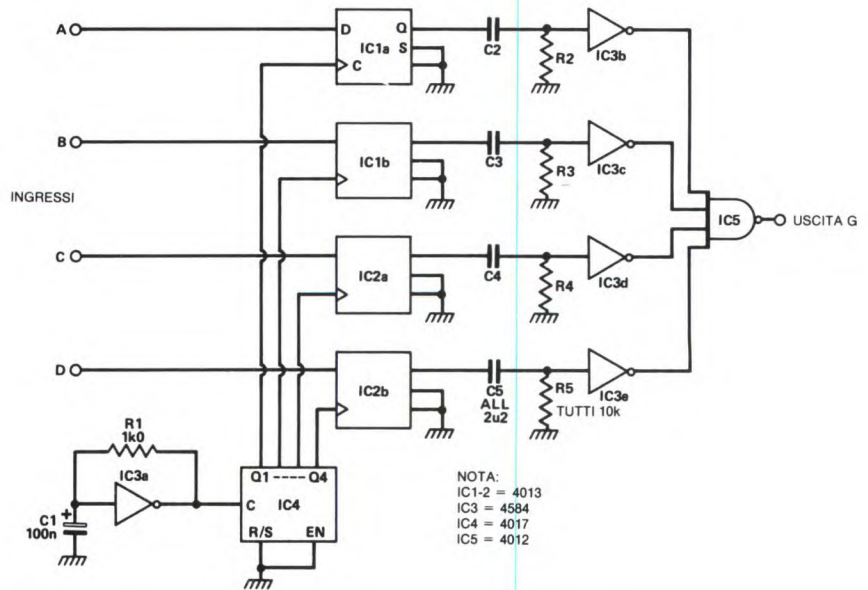 A
D
Q
S
IC1a
C
C2
R2
IC3b
B
IC1b
C3
R3
IC3c
INGRESSI
IC5
USCITA G
C
IC2a
C4
R4
IC3d
D
IC2b
C5
ALL
2u2
R5
TUTTI 10k
IC3e
R1
1k0
IC3a
C1
100n
+
Q1 ---- Q4
C
IC4
R/S
EN
NOTA:
IC1-2 = 4013
IC3 = 4584
IC4 = 4017
IC5 = 4012